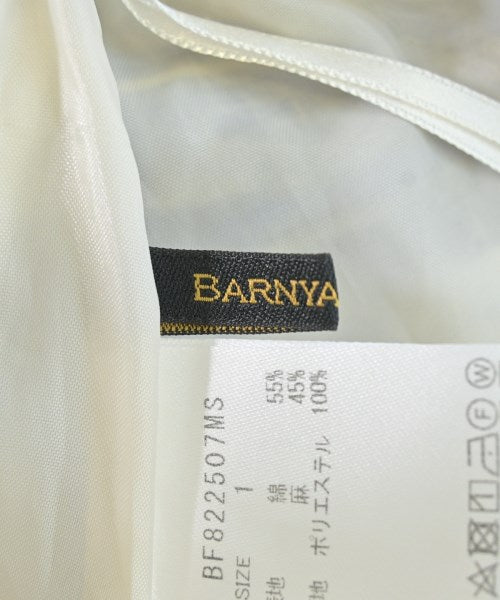 BARNYA
BF822507MS
SIZE 1
地 綿 55%
麻 45%
地 ポリエステル 100%
W